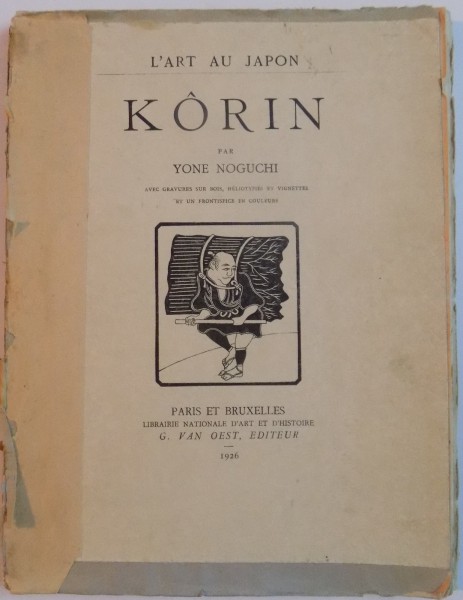 L'ART AU JAPON
KÔRIN
PAR
YONE NOGUCHI
AVEC GRAVURES SUR BOIS, HÉLIOTYPIES ET VIGNETTES
ET UN FRONTISPICE EN COULEURS
PARIS ET BRUXELLES
LIBRAIRIE NATIONALE D'ART ET D'HISTOIRE
G. VAN OEST, EDITEUR
—
1926